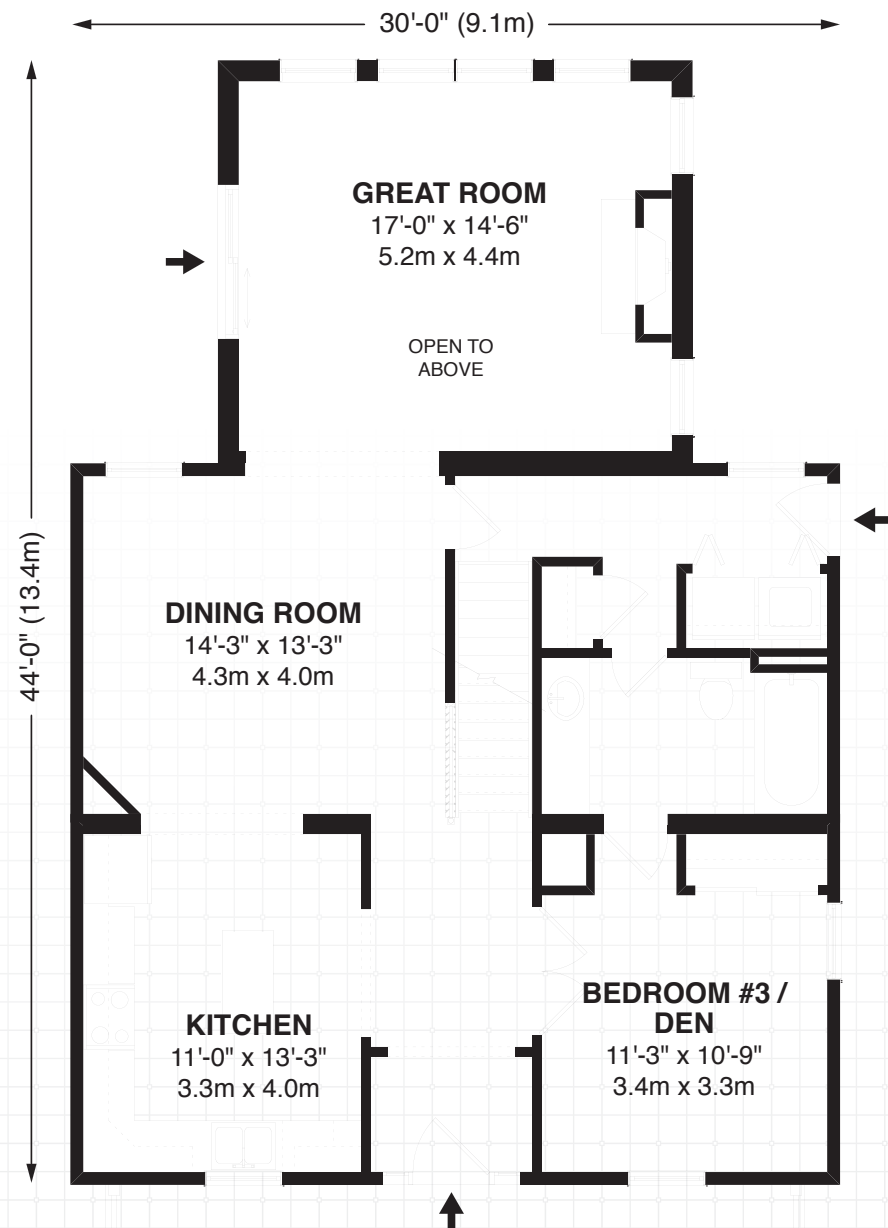 30'-0" (9.1m)
44'-0" (13.4m)
GREAT ROOM
17'-0" x 14'-6"
5.2m x 4.4m
OPEN TO
ABOVE
DINING ROOM
14'-3" x 13'-3"
4.3m x 4.0m
KITCHEN
11'-0" x 13'-3"
3.3m x 4.0m
BEDROOM #3 /
DEN
11'-3" x 10'-9"
3.4m x 3.3m